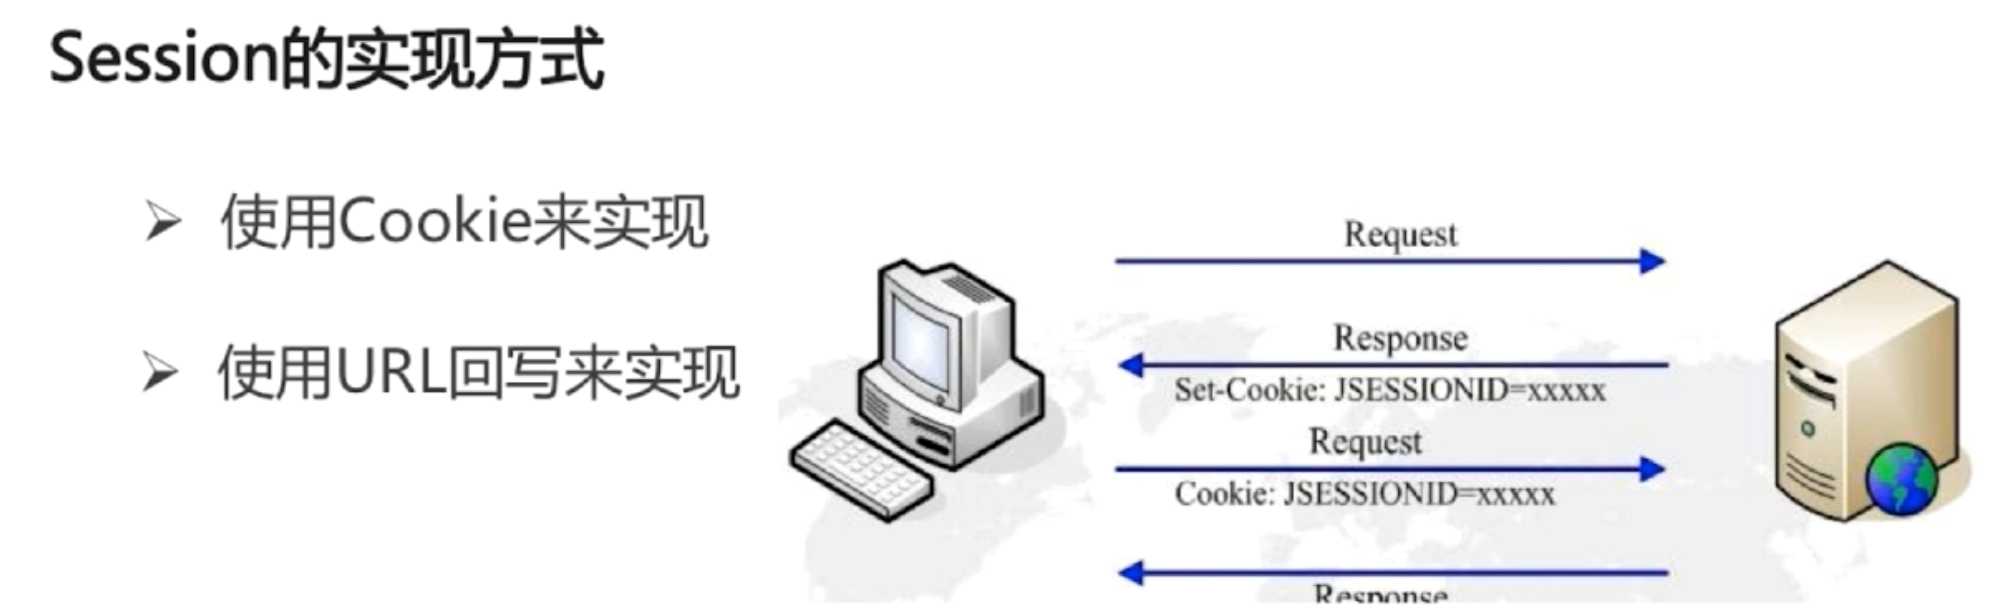 Session的实现方式
使用Cookie来实现
使用URL回写来实现
Request
Response
Set-Cookie: JSESSIONID=xxxxx
Request
Cookie: JSESSIONID=xxxxx
Response